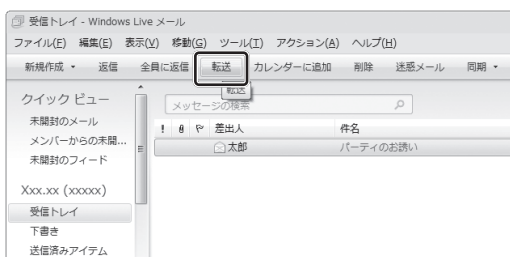 受信トレイ - Windows Live メール
ファイル(F) 編集(E) 表示(V) 移動(G) ツール(T) アクション(A) ヘルプ(H)
新規作成 返信 全員に返信 転送 カレンダーに追加 削除 迷惑メール 同期
転送
クイック ビュー
メッセージの検索
未開封のメール
! 差出人 件名
メンバーからの未開...
太郎 パーティのお誘い
未開封のフィード
Xxx.xx (xxxxx)
受信トレイ
下書き
送信済みアイテム